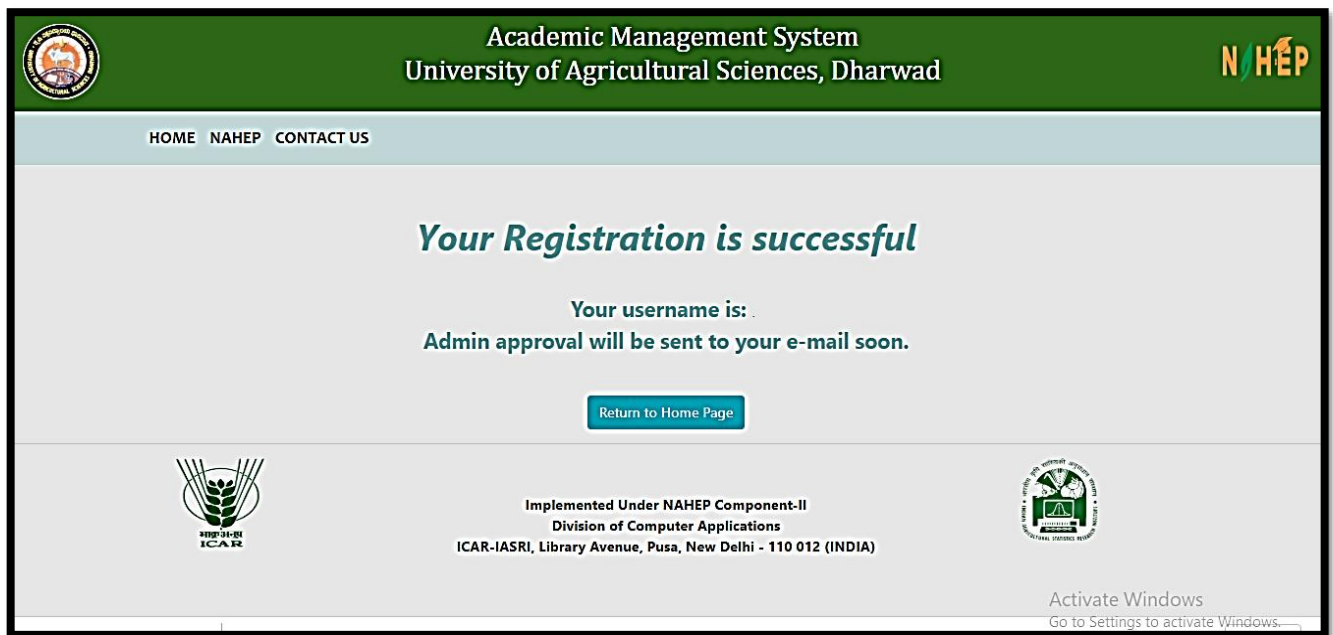 Academic Management System
University of Agricultural Sciences, Dharwad
NAHEP
HOME NAHEP CONTACT US
Your Registration is successful
Your username is: .
Admin approval will be sent to your e-mail soon.
Return to Home Page
भाकृअनुप
ICAR
Implemented Under NAHEP Component-II
Division of Computer Applications
ICAR-IASRI, Library Avenue, Pusa, New Delhi - 110 012 (INDIA)
Activate Windows
Go to Settings to activate Windows.